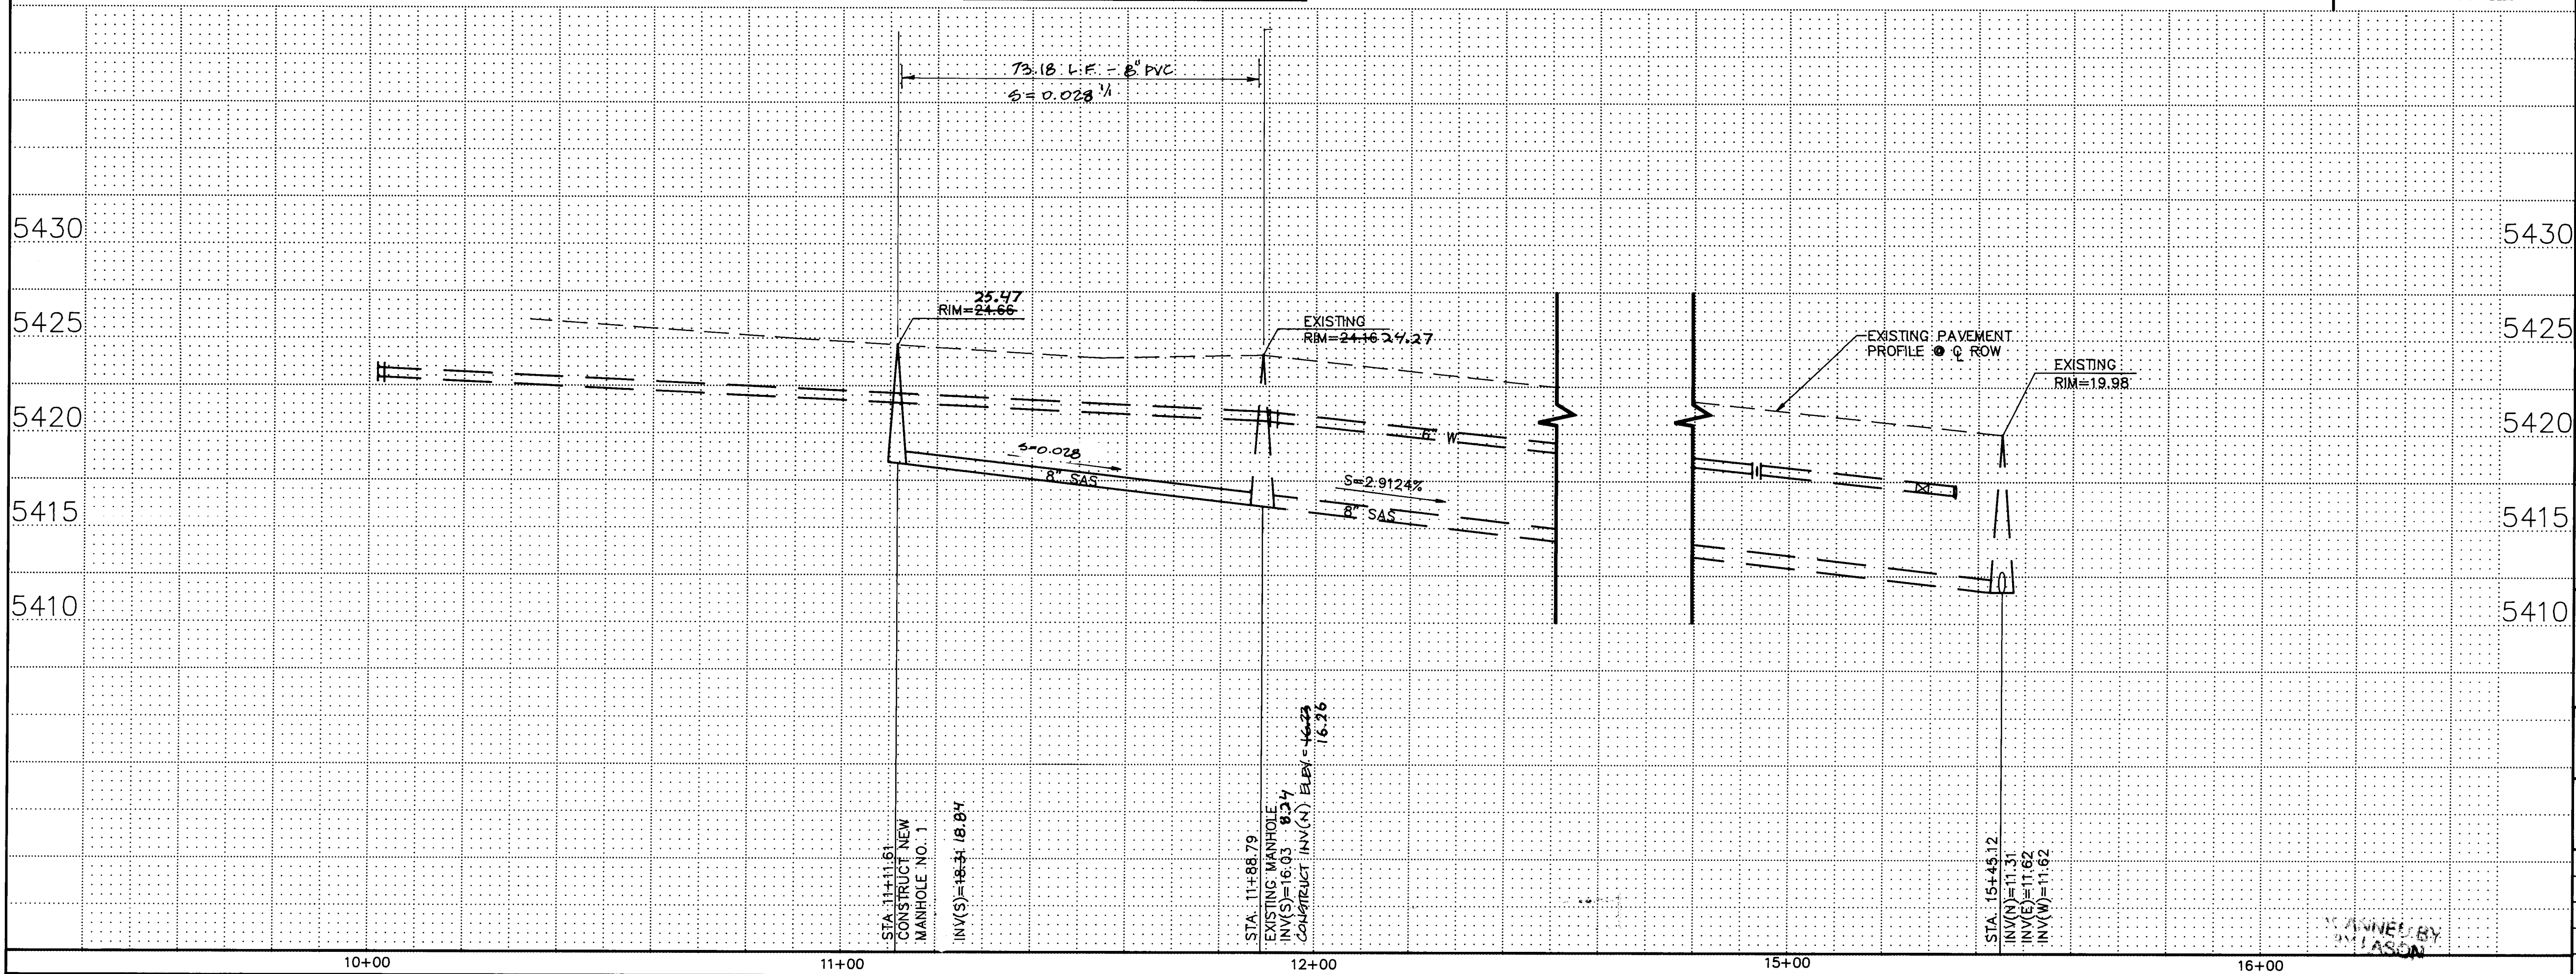 73.18 L.F. - 8" PVC
S = 0.028 1/1
5430
5430
25.47
RIM=24.66
5425
5425
EXISTING
RIM=24.16 24.27
EXISTING PAVEMENT
PROFILE @ ℄ ROW
EXISTING
RIM=19.98
5420
5420
6" W
S=0.028
8" SAS
S=2.9124%
8" SAS
5415
5415
5410
5410
STA. 11+11.61
CONSTRUCT NEW
MANHOLE NO. 1
INV(S)=18.31 18.84
STA. 11+88.79
EXISTING MANHOLE
INV(S)=16.03 8.24
CONSTRUCT INV(N) ELEV. = 16.23
16.26
STA. 15+45.12
INV(N)=11.31
INV(E)=11.62
INV(W)=11.62
BY
LASON
10+00
11+00
12+00
15+00
16+00